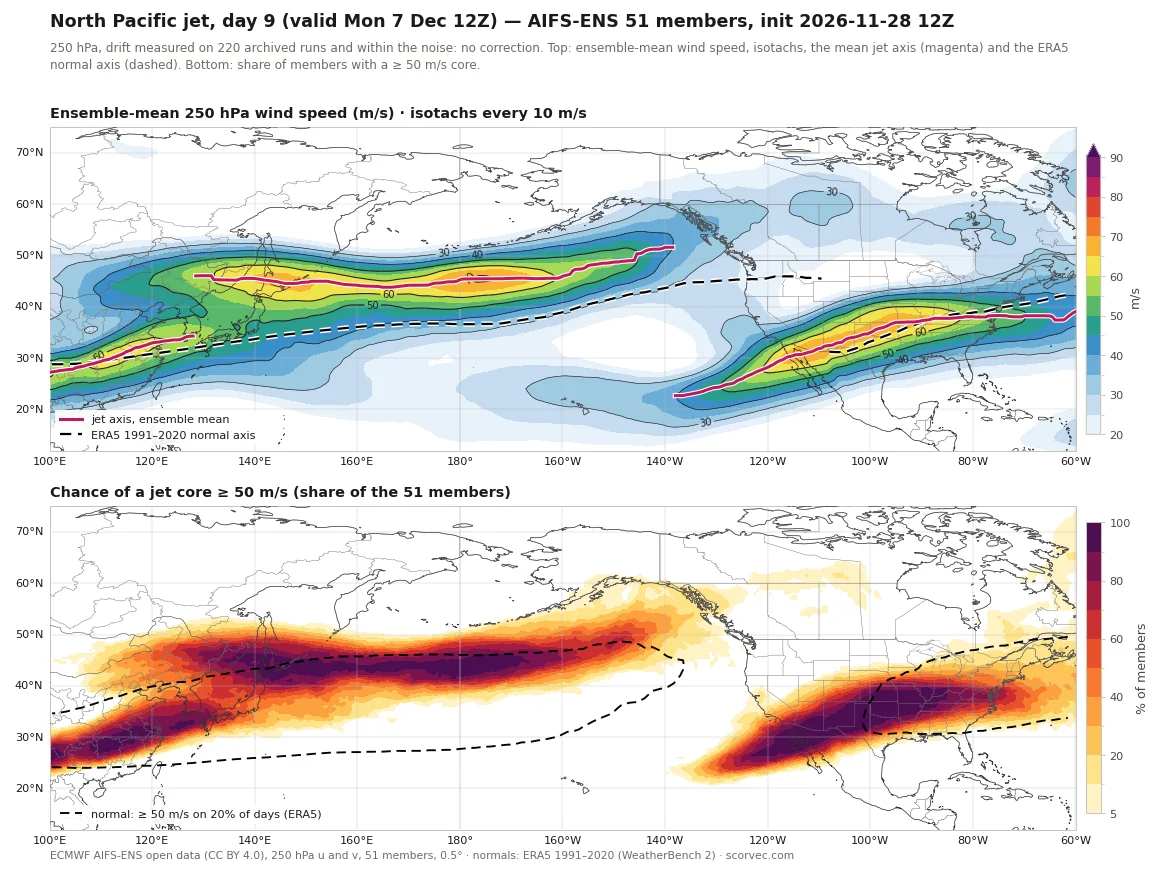 North Pacific jet, day 9 (valid Mon 7 Dec 12Z) — AIFS-ENS 51 members, init 2026-11-28 12Z
250 hPa, drift measured on 220 archived runs and within the noise: no correction. Top: ensemble-mean wind speed, isotachs, the mean jet axis (magenta) and the ERA5
normal axis (dashed). Bottom: share of members with a ≥ 50 m/s core.
Ensemble-mean 250 hPa wind speed (m/s) · isotachs every 10 m/s
70°N
60°N
50°N
40°N
30°N
20°N
30
40
60
50
60
30
30
60
50
40
30
90
80
70
60
50
40
30
20
m/s
jet axis, ensemble mean
ERA5 1991–2020 normal axis
100°E 120°E 140°E 160°E 180° 160°W 140°W 120°W 100°W 80°W 60°W
Chance of a jet core ≥ 50 m/s (share of the 51 members)
70°N
60°N
50°N
40°N
30°N
20°N
100
80
60
40
20
5
% of members
normal: ≥ 50 m/s on 20% of days (ERA5)
100°E 120°E 140°E 160°E 180° 160°W 140°W 120°W 100°W 80°W 60°W
ECMWF AIFS-ENS open data (CC BY 4.0), 250 hPa u and v, 51 members, 0.5° · normals: ERA5 1991–2020 (WeatherBench 2) · scorvec.com